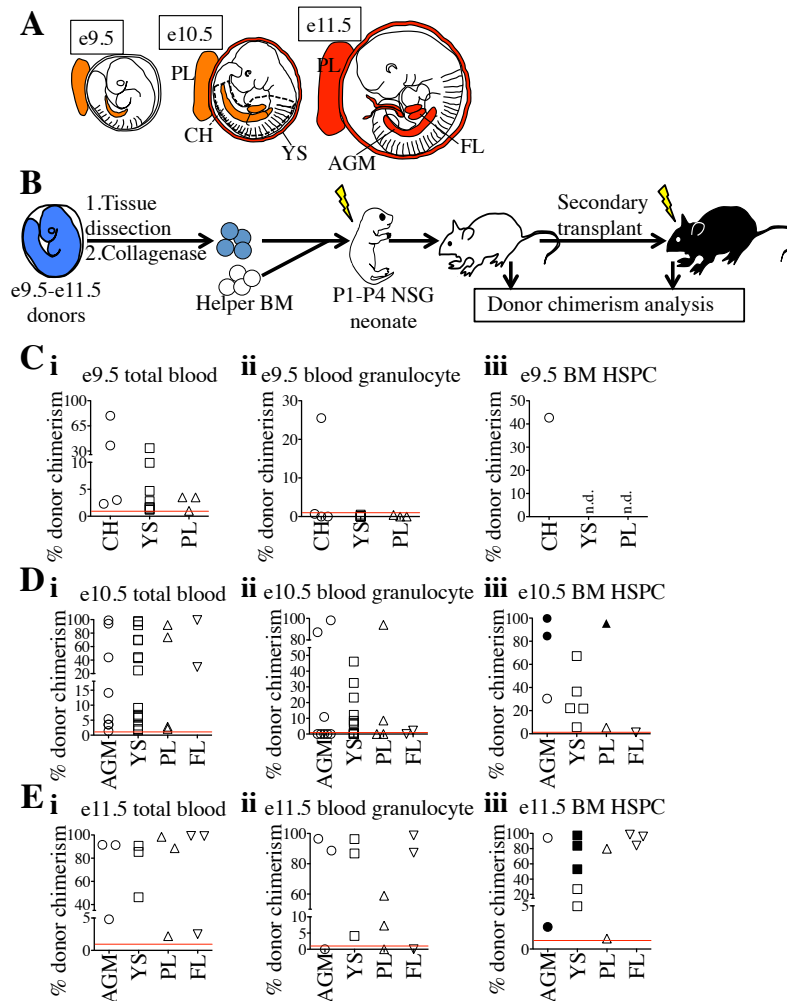 A
e9.5
e10.5
e11.5
PL
PL
CH
YS
AGM
FL
B
1.Tissue
dissection
2.Collagenase
Secondary
transplant
e9.5-e11.5
donors
Helper BM
P1-P4 NSG
neonate
Donor chimerism analysis
C
i
e9.5 total blood
% donor chimerism
100
65
30
10
5
0
CH
YS
PL
ii
e9.5 blood granulocyte
% donor chimerism
30
20
10
0
CH
YS
PL
iii
e9.5 BM HSPC
% donor chimerism
50
40
30
20
10
0
n.d.
n.d.
CH
YS
PL
D
i
e10.5 total blood
% donor chimerism
100
80
60
40
20
15
10
5
0
AGM
YS
PL
FL
ii
e10.5 blood granulocyte
% donor chimerism
100
80
50
40
30
20
10
0
AGM
YS
PL
FL
iii
e10.5 BM HSPC
% donor chimerism
100
80
60
40
20
0
AGM
YS
PL
FL
E
i
e11.5 total blood
% donor chimerism
100
80
60
40
5
0
AGM
YS
PL
FL
ii
e11.5 blood granulocyte
% donor chimerism
100
80
60
10
5
0
AGM
YS
PL
FL
iii
e11.5 BM HSPC
% donor chimerism
100
80
60
40
20
5
0
AGM
YS
PL
FL